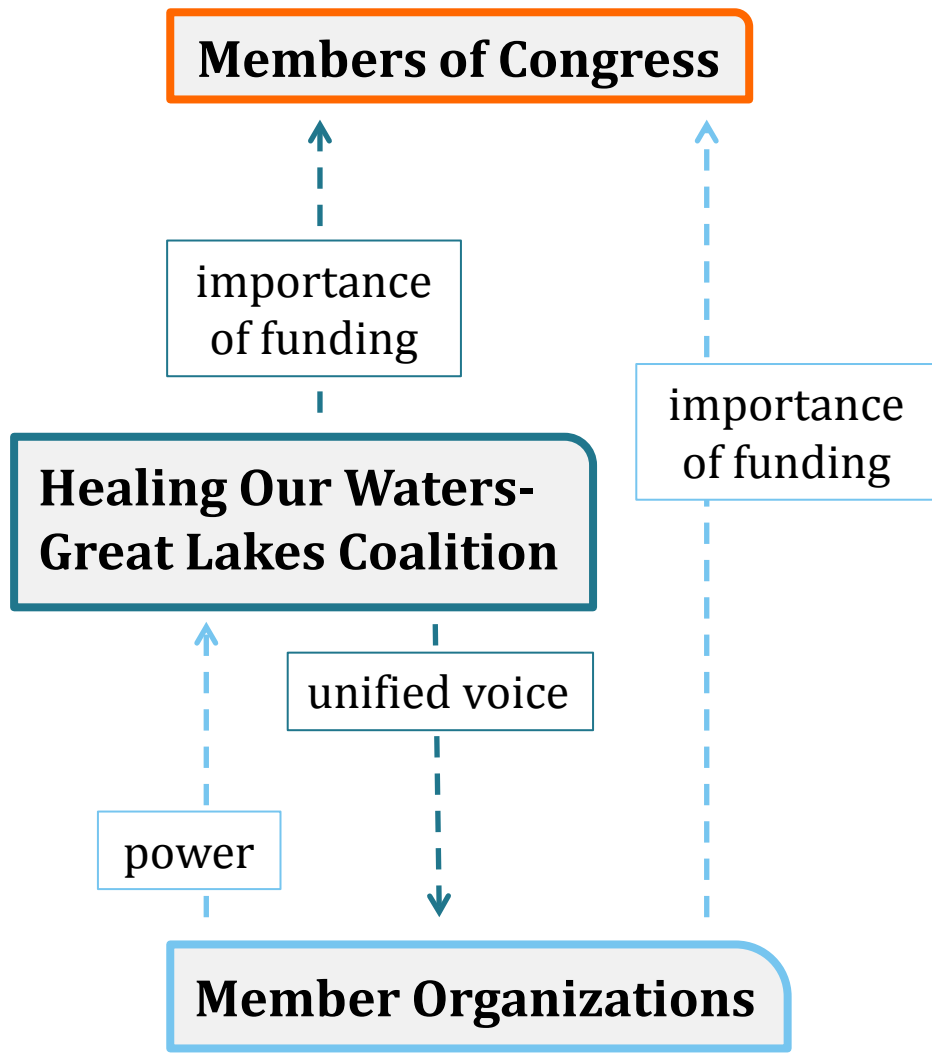 Members of Congress
importance
of funding
importance
of funding
Healing Our Waters-
Great Lakes Coalition
unified voice
power
Member Organizations